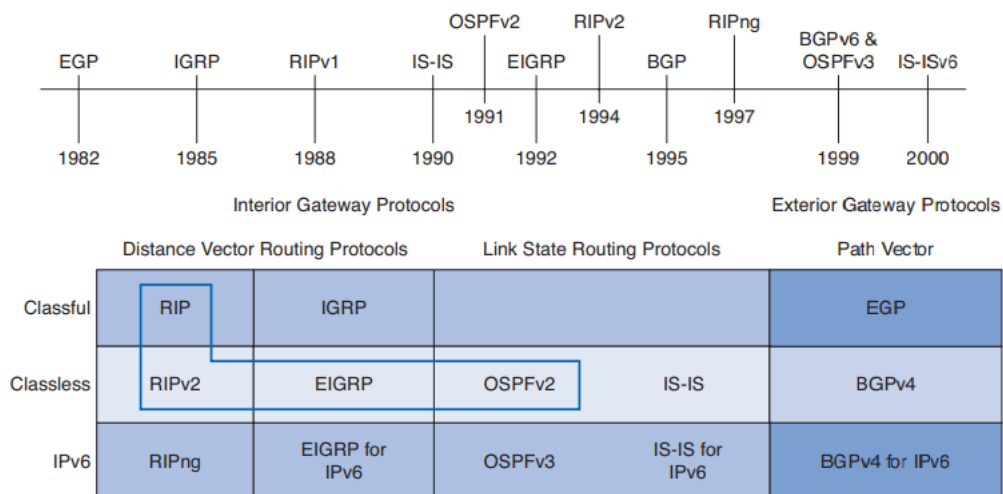 OSPFv2 RIPv2 RIPng
EGP IGRP RIPv1 IS-IS EIGRP BGP BGPv6 &
OSPFv3 IS-ISv6
1991 1994 1997
1982 1985 1988 1990 1992 1995 1999 2000
Interior Gateway Protocols Exterior Gateway Protocols
Distance Vector Routing Protocols Link State Routing Protocols Path Vector
Classful RIP IGRP EGP
Classless RIPv2 EIGRP OSPFv2 IS-IS BGPv4
IPv6 RIPng EIGRP for
IPv6 OSPFv3 IS-IS for
IPv6 BGPv4 for IPv6